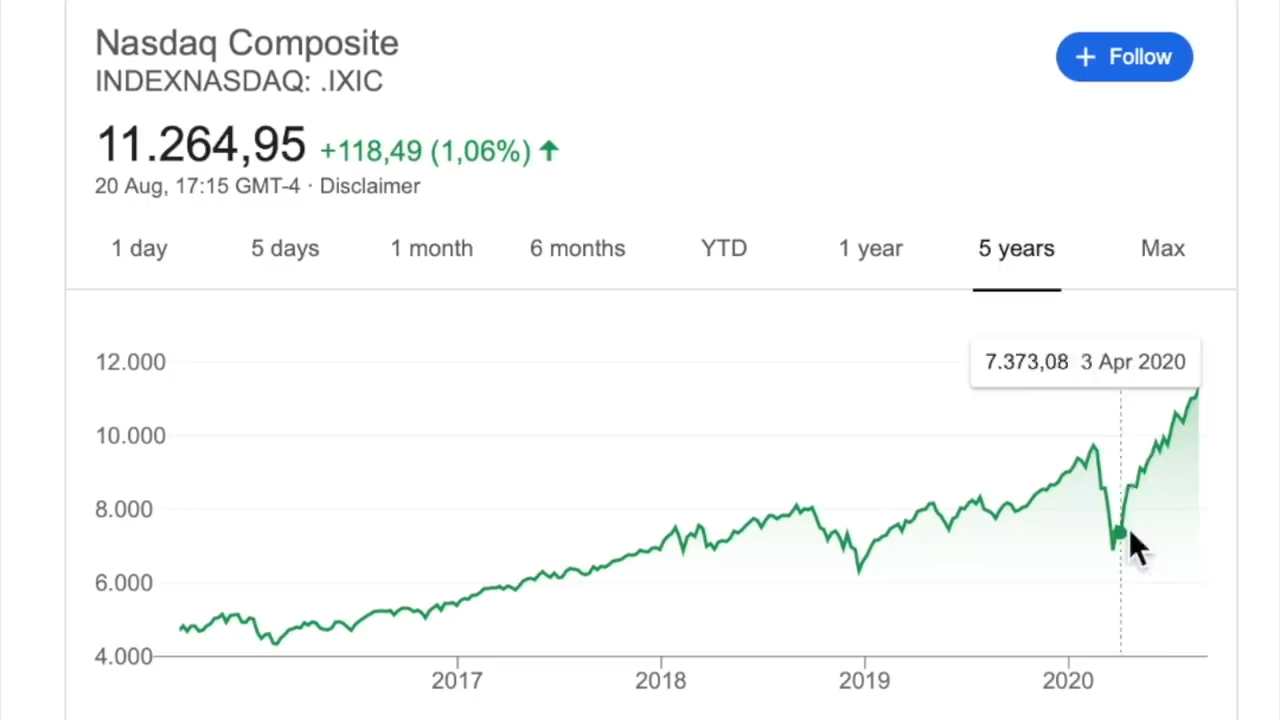 Nasdaq Composite
INDEXNASDAQ: .IXIC
+ Follow
11.264,95 +118,49 (1,06%) ↑
20 Aug, 17:15 GMT-4 · Disclaimer
1 day 5 days 1 month 6 months YTD 1 year 5 years Max
12.000
7.373,08 3 Apr 2020
10.000
8.000
6.000
4.000
2017 2018 2019 2020